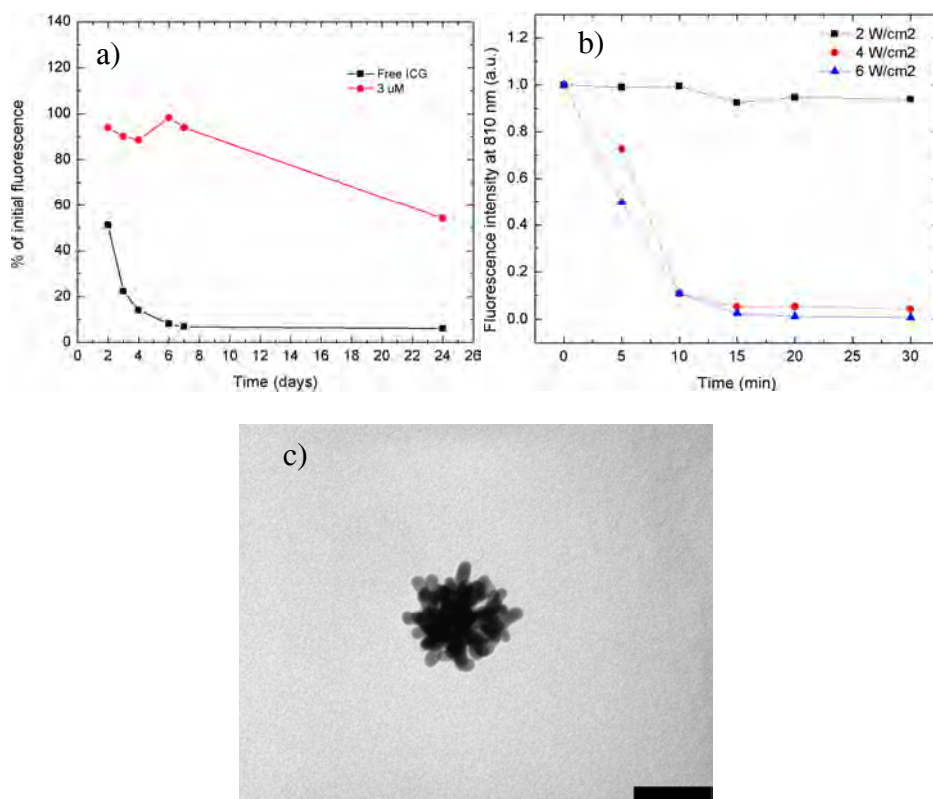 a)
Free ICG
3 uM
140
120
100
80
60
40
20
0
% of initial fluorescence
0 2 4 6 8 10 12 14 16 18 20 22 24 26
Time (days)
b)
2 W/cm2
4 W/cm2
6 W/cm2
1.2
1.0
0.8
0.6
0.4
0.2
0.0
Fluorescence intensity at 810 nm (a.u.)
0 5 10 15 20 25 30
Time (min)
c)